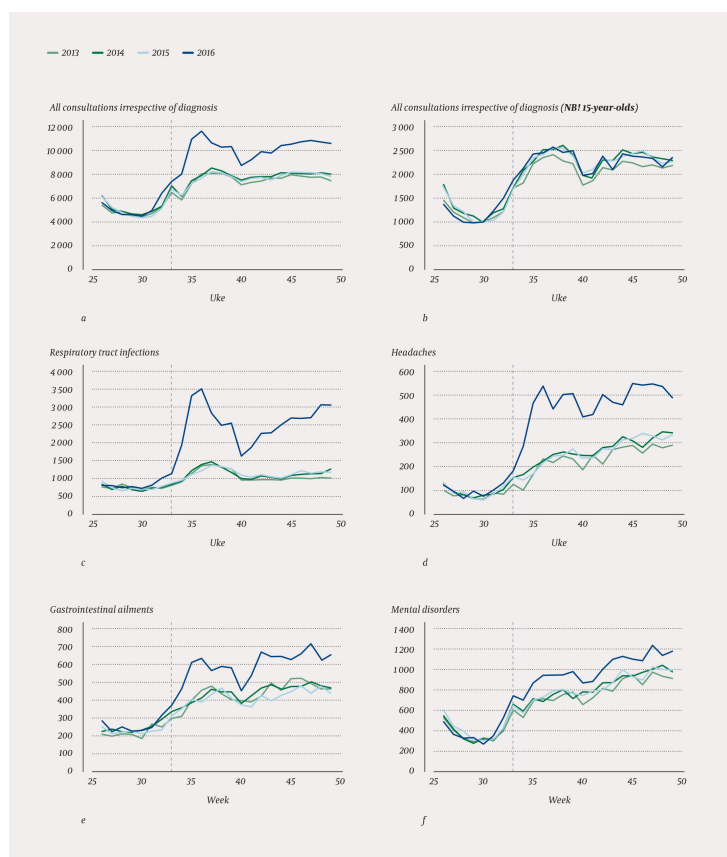 2013 2014 2015 2016
All consultations irrespective of diagnosis
12 000
10 000
8 000
6 000
4 000
2 000
0
25 30 35 40 45 50
Uke
a
All consultations irrespective of diagnosis (NB! 15-year-olds)
3 000
2 500
2 000
1 500
1 000
500
0
25 30 35 40 45 50
Uke
b
Respiratory tract infections
4 000
3 500
3 000
2 500
2 000
1 500
1 000
500
0
25 30 35 40 45 50
Uke
c
Headaches
600
500
400
300
200
100
0
25 30 35 40 45 50
Uke
d
Gastrointestinal ailments
800
700
600
500
400
300
200
100
0
25 30 35 40 45 50
Week
e
Mental disorders
1 400
1 200
1 000
800
600
400
200
0
25 30 35 40 45 50
Week
f